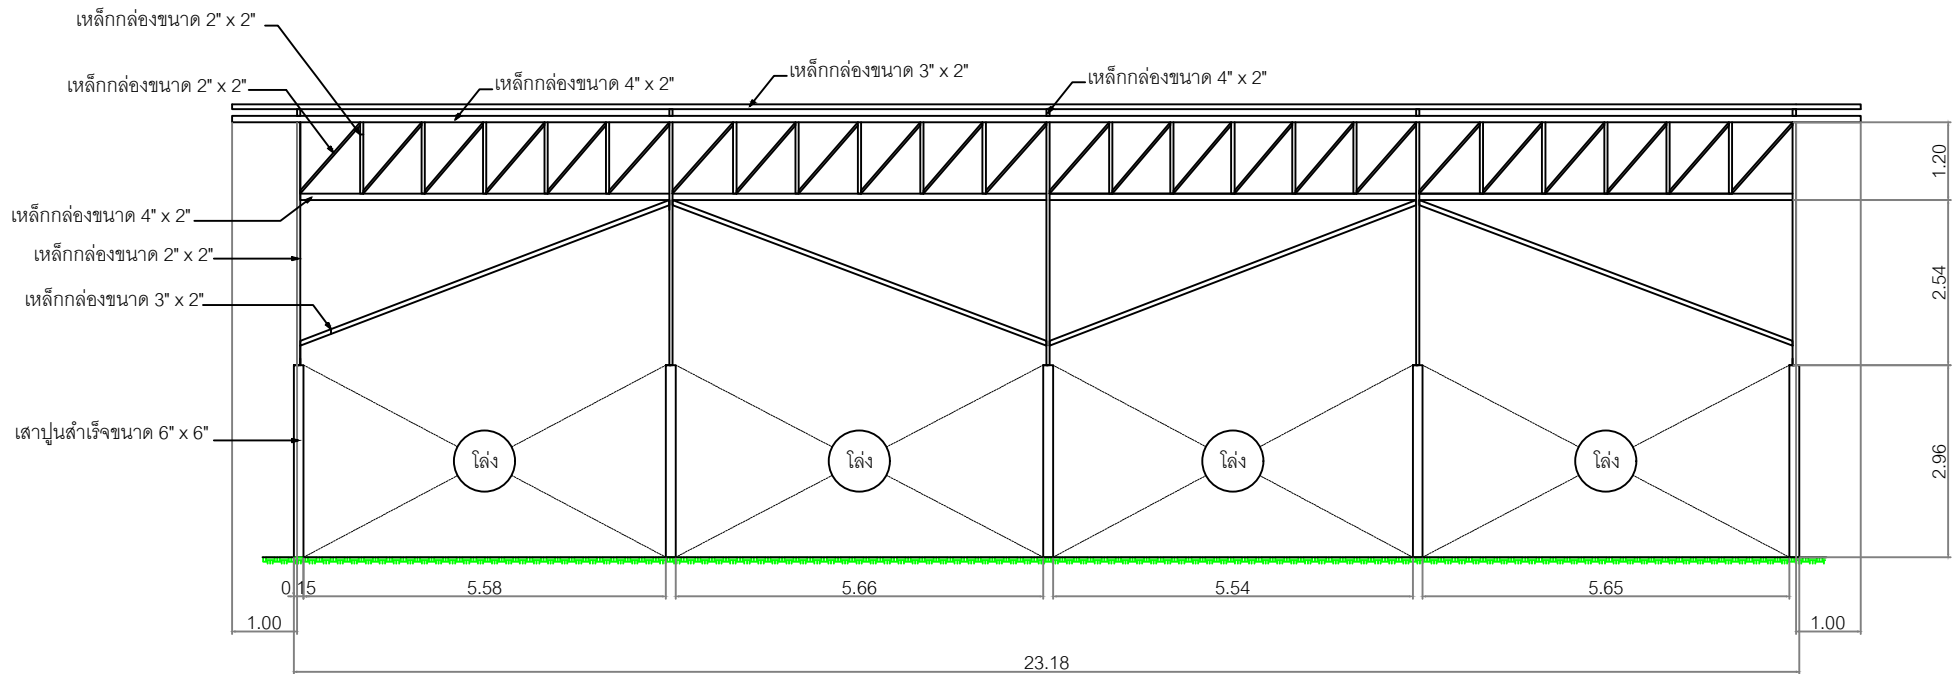 เหล็กกล่องขนาด 2" x 2"
เหล็กกล่องขนาด 2" x 2"
เหล็กกล่องขนาด 4" x 2"
เหล็กกล่องขนาด 3" x 2"
เหล็กกล่องขนาด 4" x 2"
1.20
เหล็กกล่องขนาด 4" x 2"
เหล็กกล่องขนาด 2" x 2"
เหล็กกล่องขนาด 3" x 2"
2.54
เสาปูนสำเร็จขนาด 6" x 6"
โล่ง
โล่ง
โล่ง
โล่ง
2.96
0.15
5.58
5.66
5.54
5.65
1.00
1.00
23.18